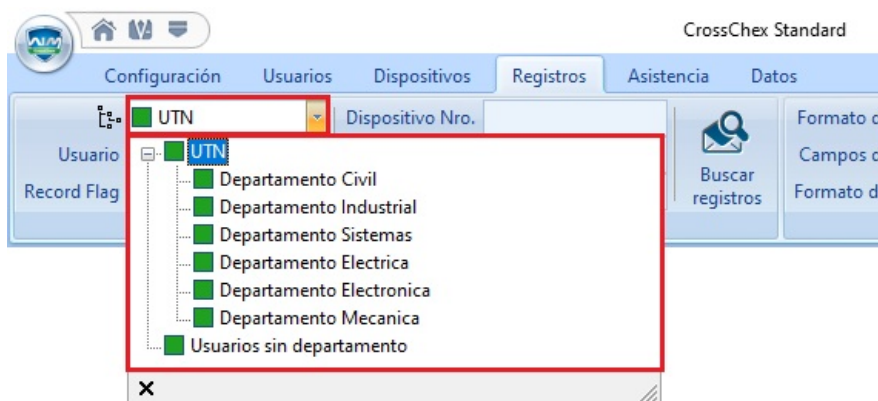 CrossChex Standard
Configuración Usuarios Dispositivos Registros Asistencia Datos
UTN Dispositivo Nro. Formato d
Usuario UTN Buscar registros Campos d
Record Flag Departamento Civil Formato d
Departamento Industrial
Departamento Sistemas
Departamento Electrica
Departamento Electronica
Departamento Mecanica
Usuarios sin departamento